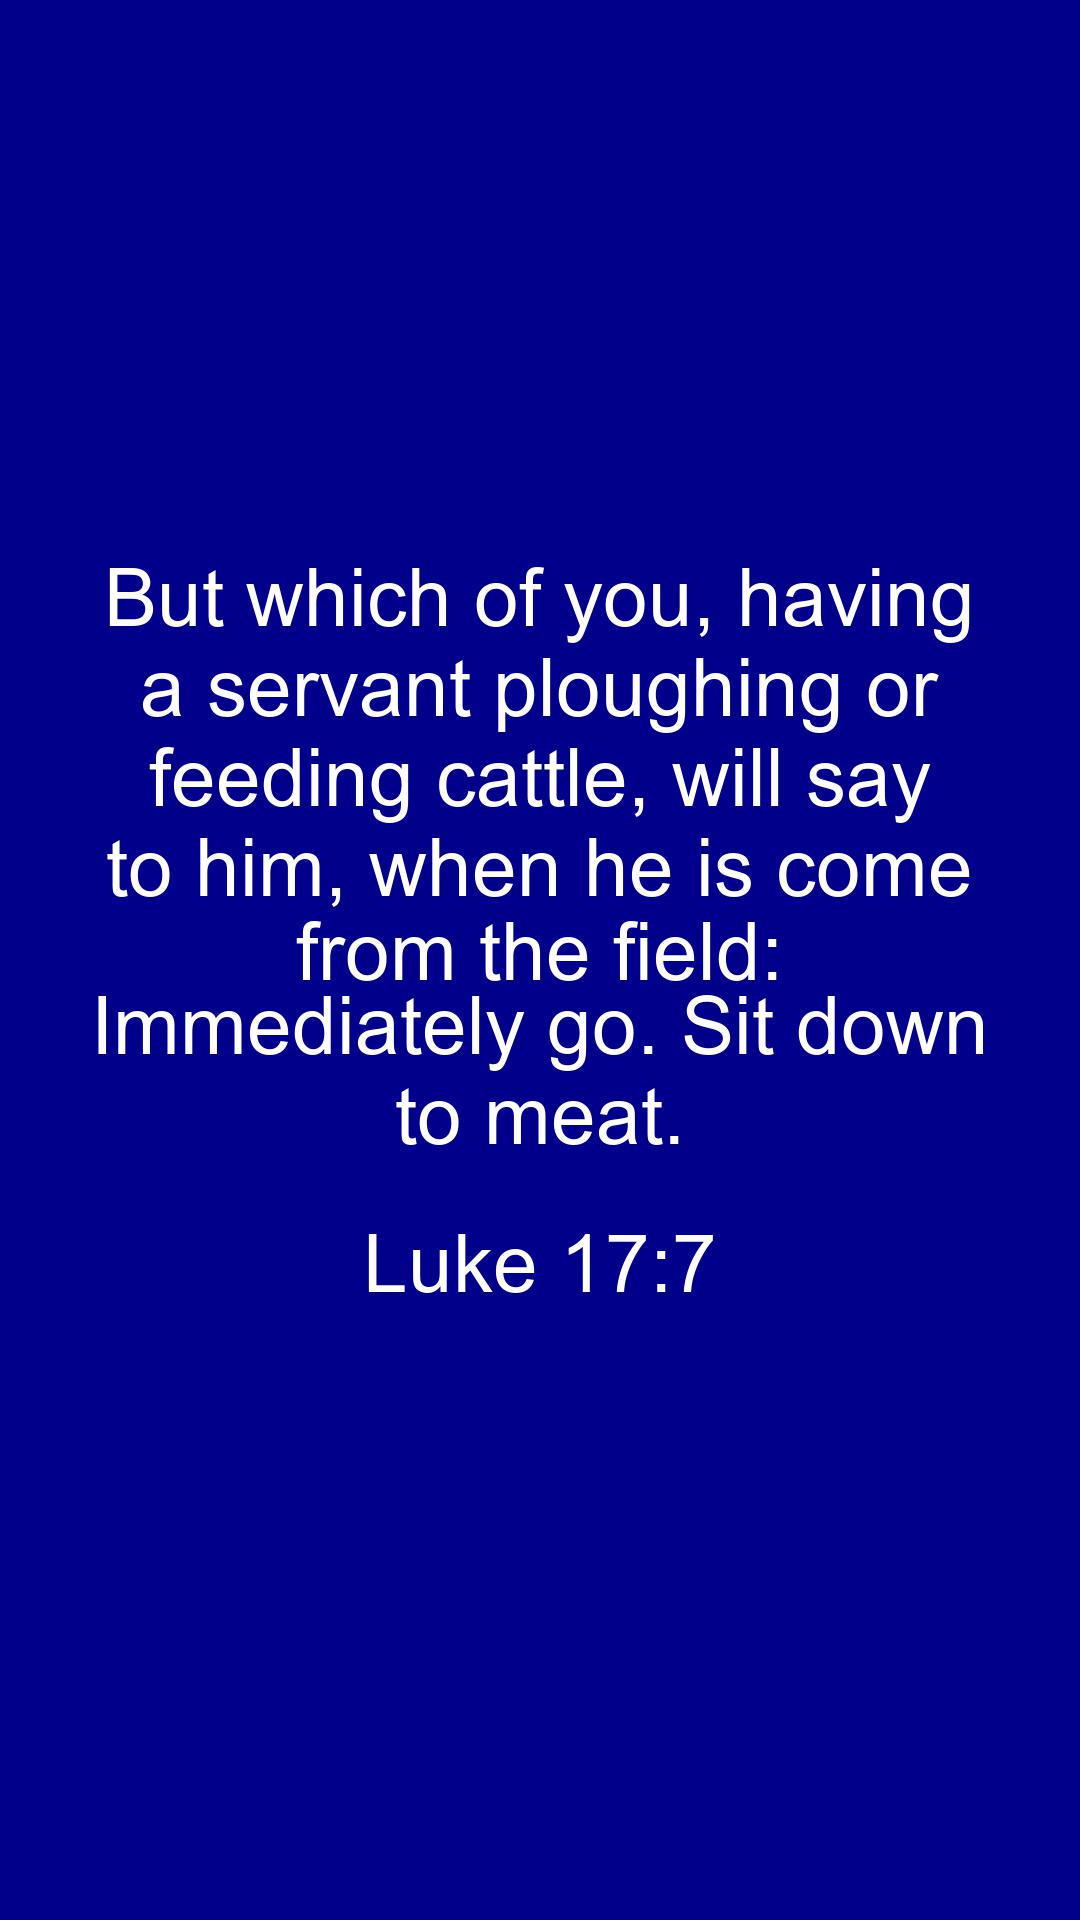 But which of you, having
a servant ploughing or
feeding cattle, will say
to him, when he is come
from the field:
Immediately go. Sit down
to meat.
Luke 17:7